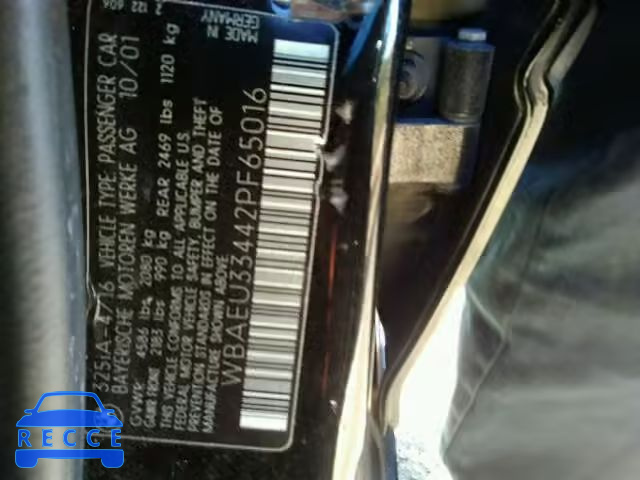 325iA VEHICLE TYPE PASSENGER CAR
BAYERISCHE MOTOREN WERKE AG 10/01
GVWR 4586 lbs 2080 kg
GAWR FRONT 2183 lbs 990 kg REAR 2469 lbs 1120 kg
THIS VEHICLE CONFORMS TO ALL APPLICABLE U.S.
FEDERAL MOTOR VEHICLE SAFETY, BUMPER, AND THEFT
PREVENTION STANDARDS IN EFFECT ON THE DATE OF
MANUFACTURE SHOWN ABOVE.
WBAEU33442PF65016
MADE IN
GERMANY
RECCE